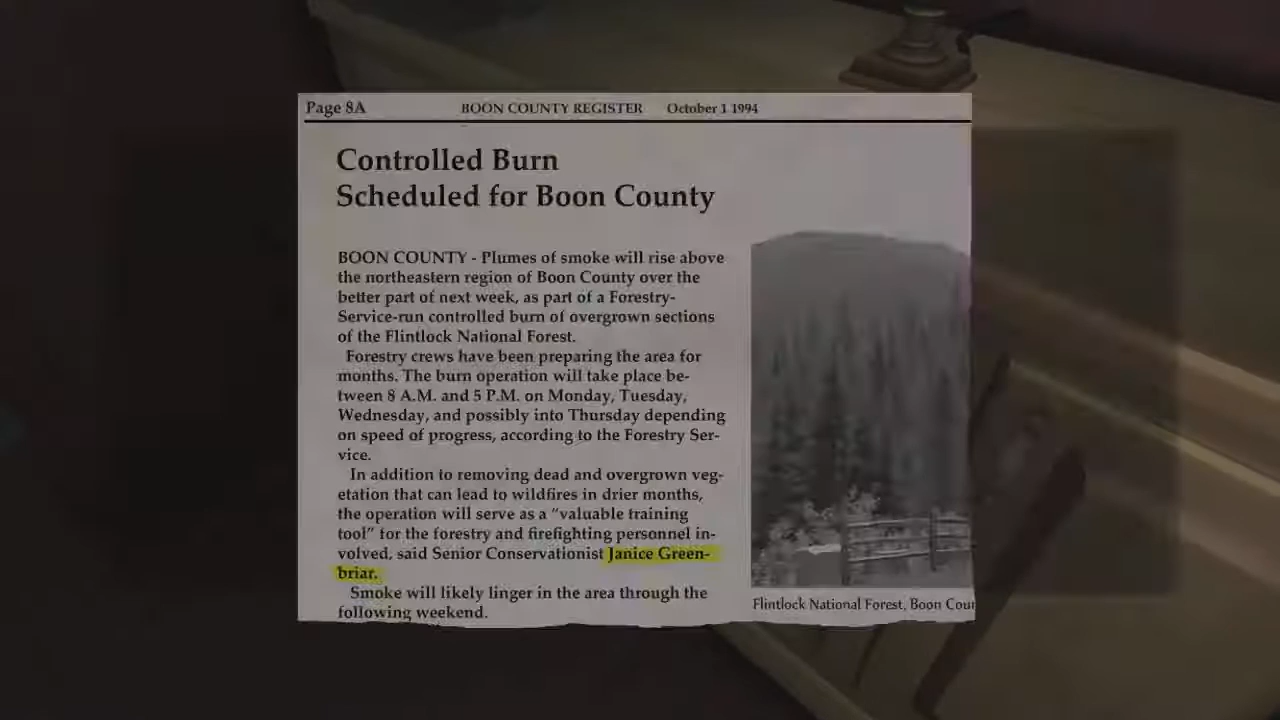 Page 8A BOON COUNTY REGISTER October 1 1994
Controlled Burn
Scheduled for Boon County
BOON COUNTY - Plumes of smoke will rise above
the northeastern region of Boon County over the
better part of next week, as part of a Forestry-
Service-run controlled burn of overgrown sections
of the Flintlock National Forest.
Forestry crews have been preparing the area for
months. The burn operation will take place be-
tween 8 A.M. and 5 P.M. on Monday, Tuesday,
Wednesday, and possibly into Thursday depending
on speed of progress, according to the Forestry Ser-
vice.
In addition to removing dead and overgrown veg-
etation that can lead to wildfires in drier months,
the operation will serve as a “valuable training
tool” for the forestry and firefighting personnel in-
volved, said Senior Conservationist Janice Green-
briar.
Smoke will likely linger in the area through the
following weekend.
Flintlock National Forest, Boon Coun